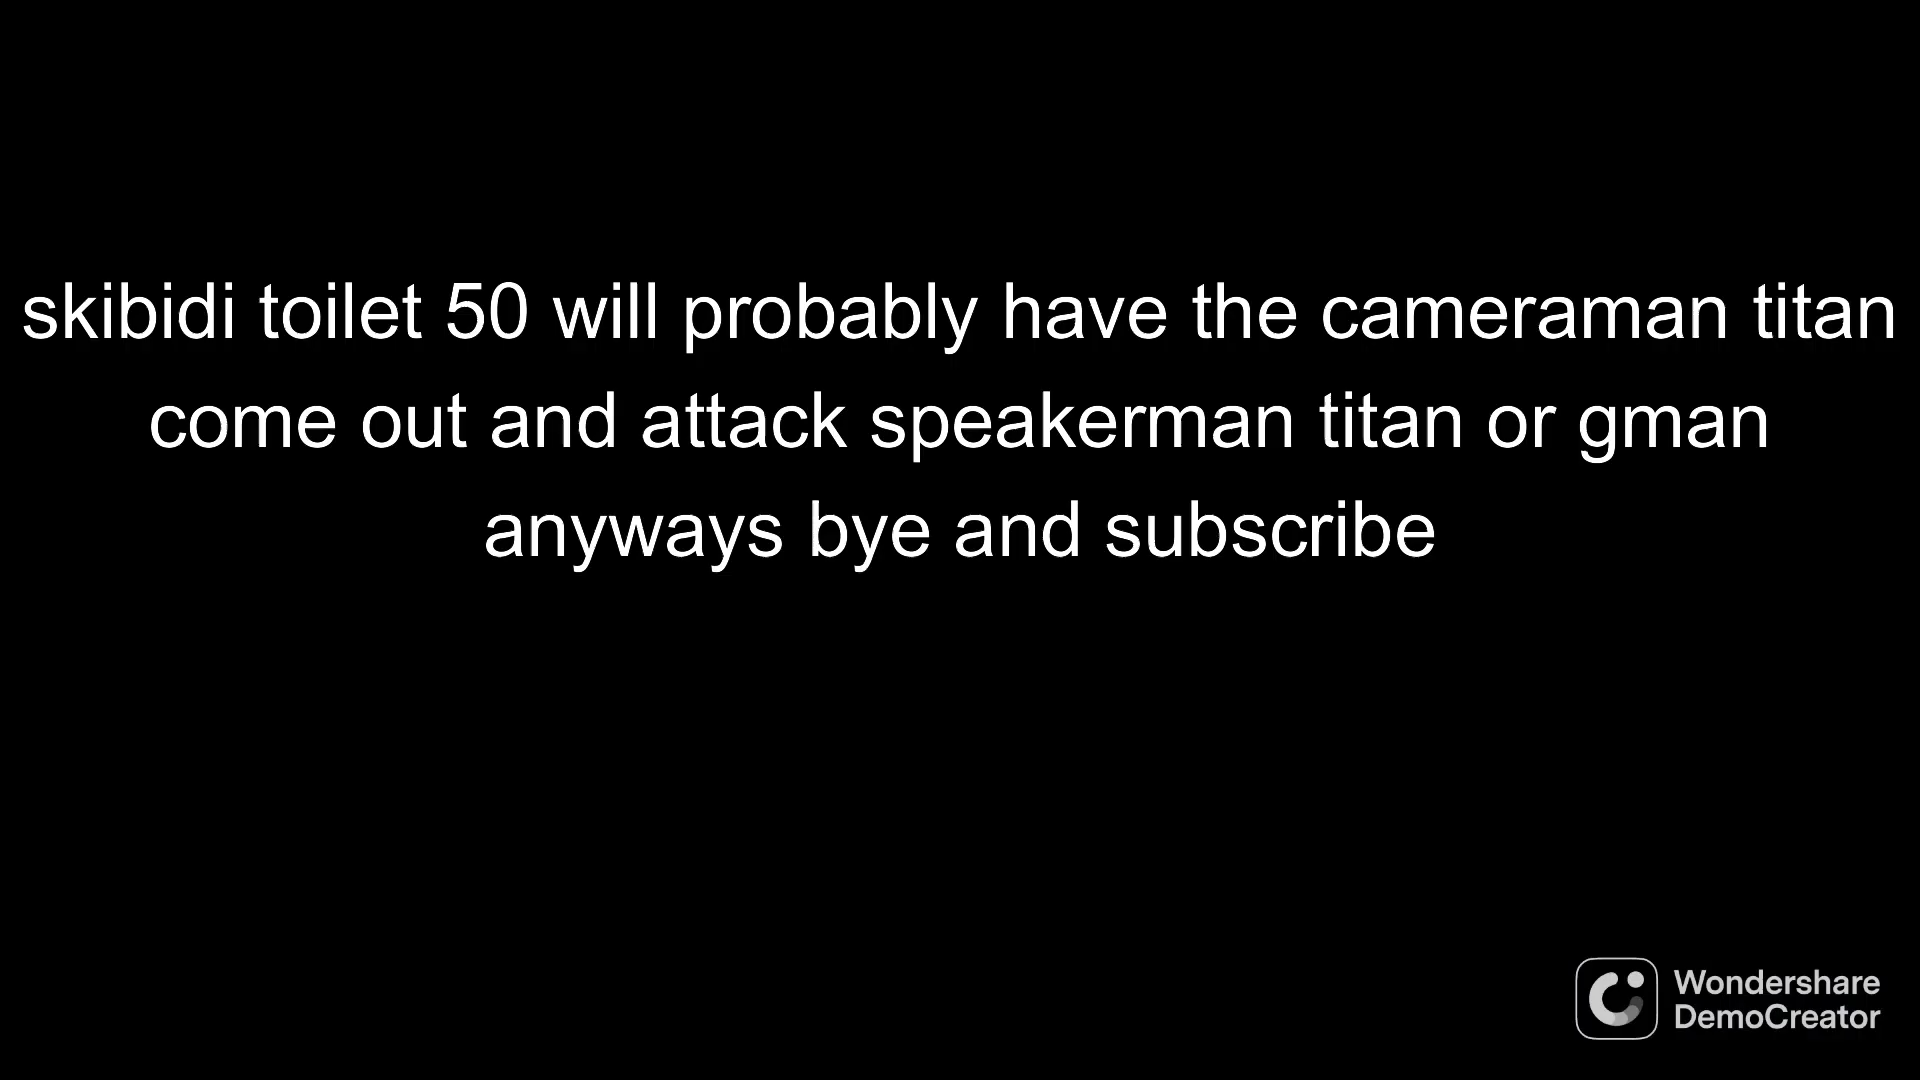 skibidi toilet 50 will probably have the cameraman titan
come out and attack speakerman titan or gman
anyways bye and subscribe
Wondershare
DemoCreator